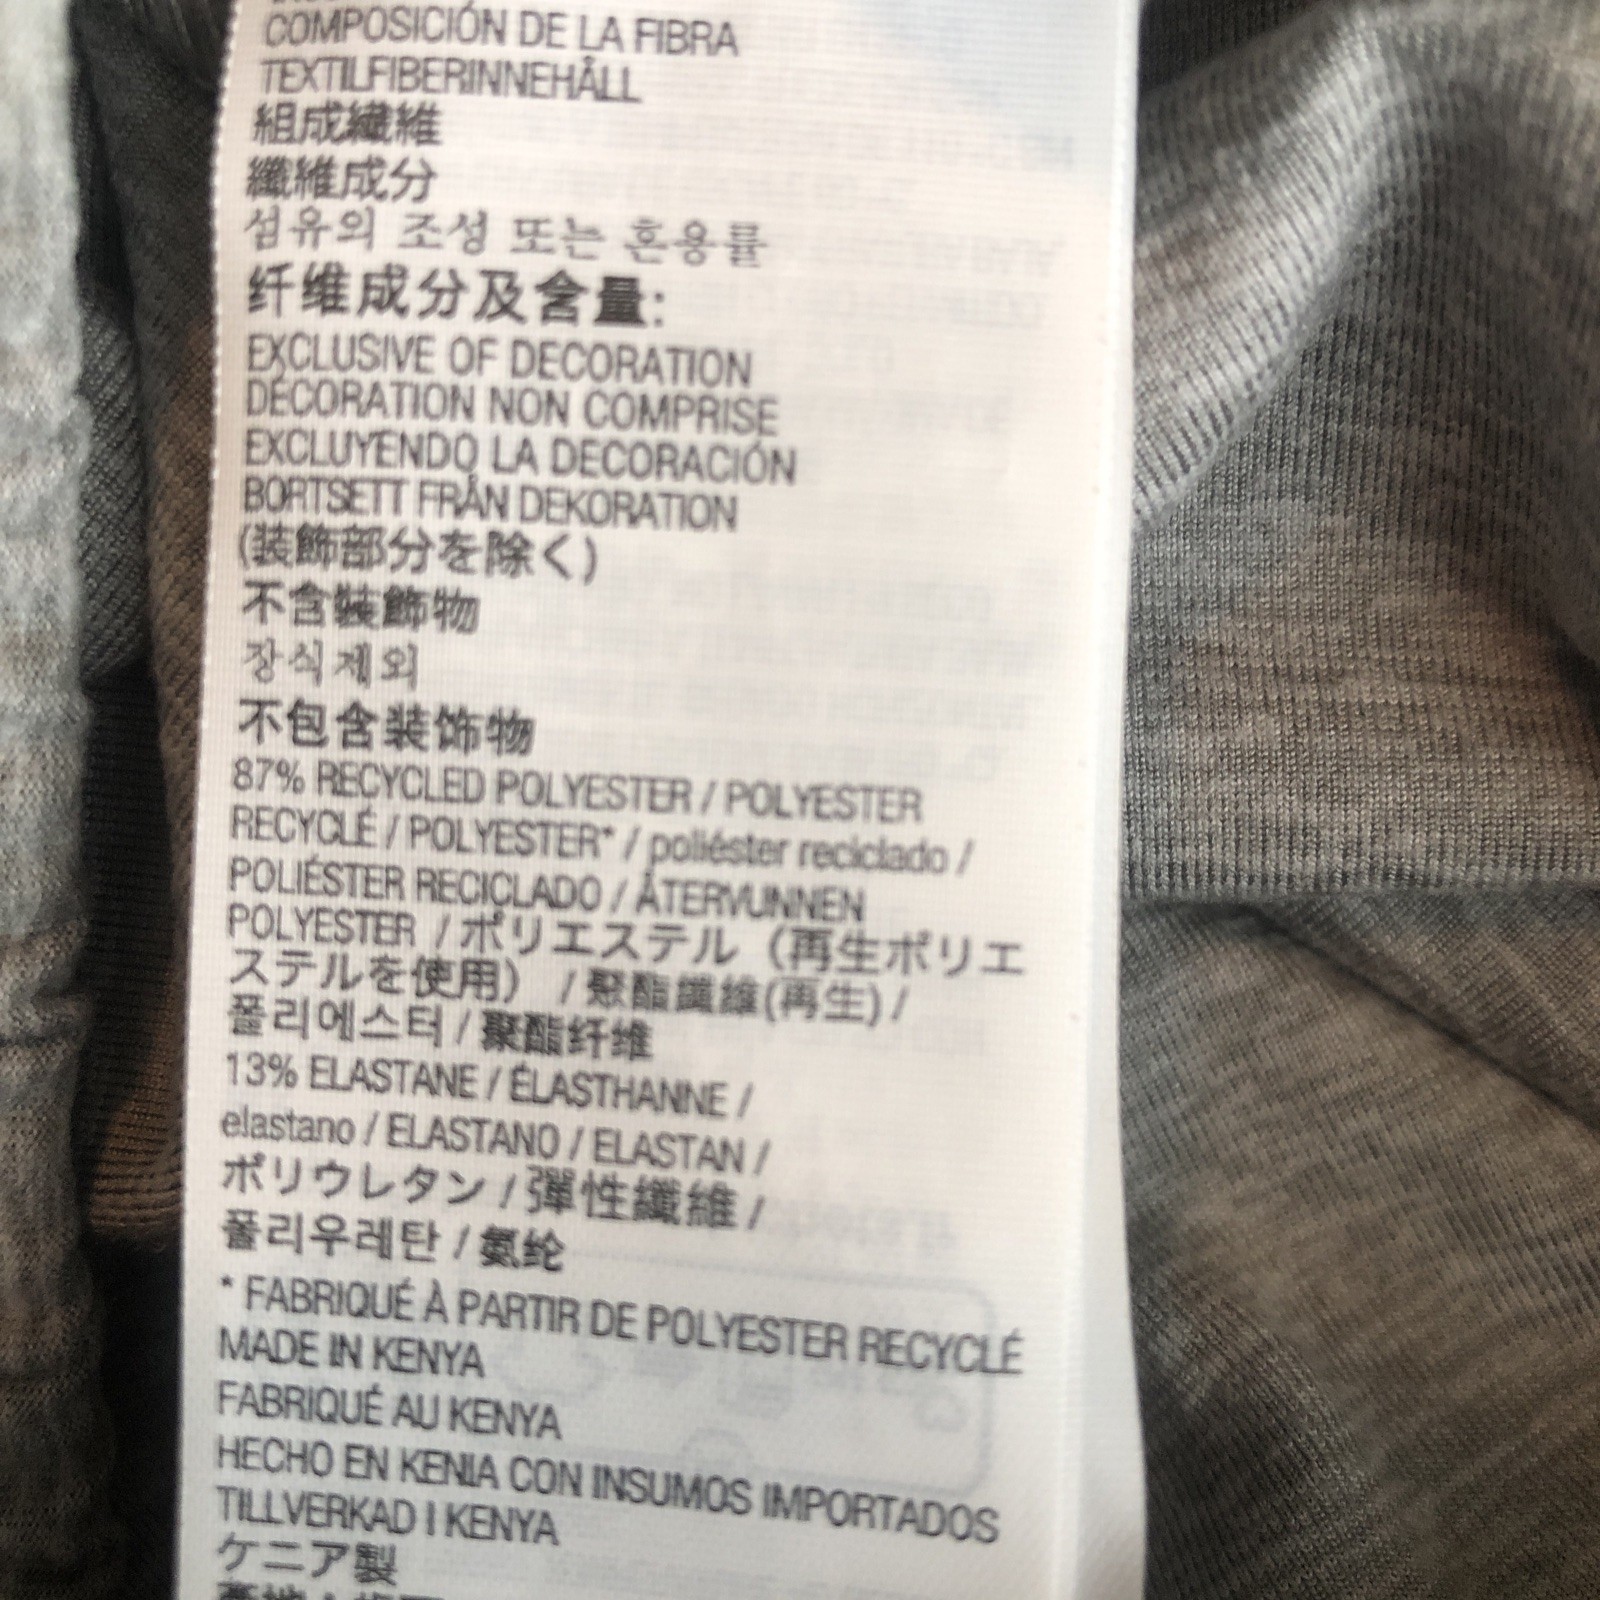 COMPOSICIÓN DE LA FIBRA
TEXTILFIBERINNEHÅLL
組成繊維
纖維成分
섬유의 조성 또는 혼용률
纤维成分及含量:
EXCLUSIVE OF DECORATION
DÉCORATION NON COMPRISE
EXCLUYENDO LA DECORACIÓN
BORTSETT FRÅN DEKORATION
(装飾部分を除く)
不含裝飾物
장식제외
不包含装饰物
87% RECYCLED POLYESTER / POLYESTER
RECYCLÉ / POLYESTER* / poliéster reciclado /
POLIÉSTER RECICLADO / ÅTERVUNNEN
POLYESTER / ポリエステル（再生ポリエ
ステルを使用） / 聚酯纖維(再生) /
폴리에스터 / 聚酯纤维
13% ELASTANE / ÉLASTHANNE /
elastano / ELASTANO / ELASTAN /
ポリウレタン / 彈性纖維 /
폴리우레탄 / 氨纶
* FABRIQUÉ À PARTIR DE POLYESTER RECYCLÉ
MADE IN KENYA
FABRIQUÉ AU KENYA
HECHO EN KENIA CON INSUMOS IMPORTADOS
TILLVERKAD I KENYA
ケニア製